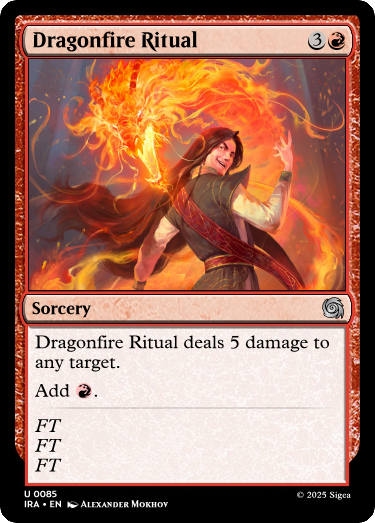 Dragonfire Ritual 3
Sorcery
Dragonfire Ritual deals 5 damage to
any target.
Add .
FT
FT
FT
U 0085
IRA • EN Alexander Mokhov
© 2025 Sigea